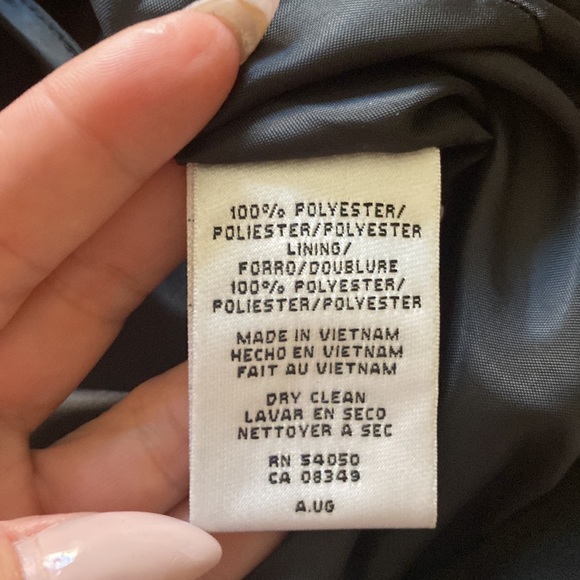 100% POLYESTER/
POLIESTER/POLYESTER
LINING/
FORRO/DOUBLURE
100% POLYESTER/
POLIESTER/POLYESTER
MADE IN VIETNAM
HECHO EN VIETNAM
FAIT AU VIETNAM
DRY CLEAN
LAVAR EN SECO
NETTOYER A SEC
RN 54050
CA 08349
A.UG